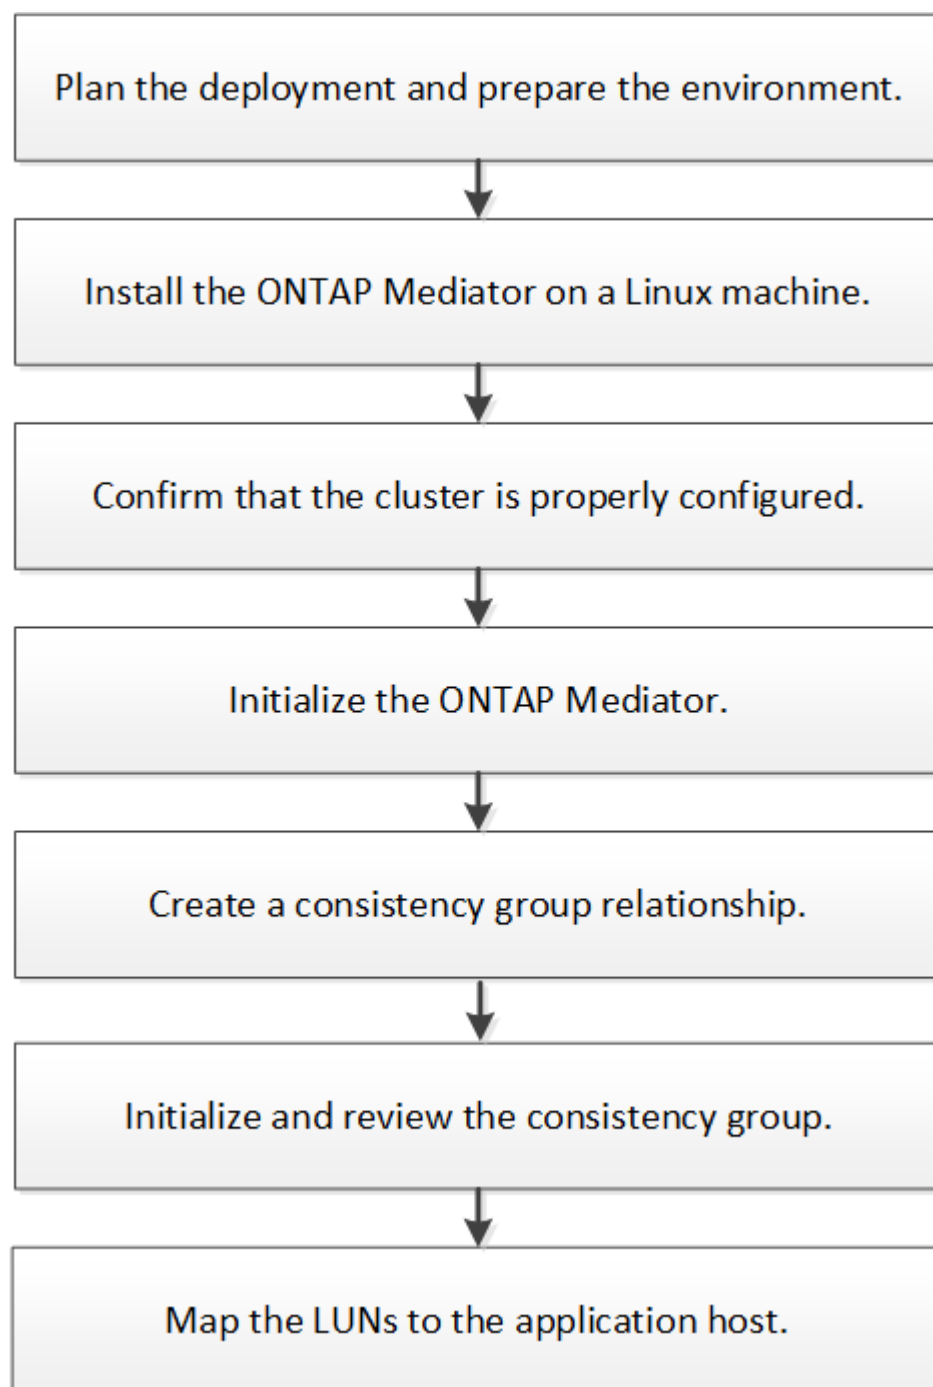 Plan the deployment and prepare the environment.
Install the ONTAP Mediator on a Linux machine.
Confirm that the cluster is properly configured.
Initialize the ONTAP Mediator.
Create a consistency group relationship.
Initialize and review the consistency group.
Map the LUNs to the application host.